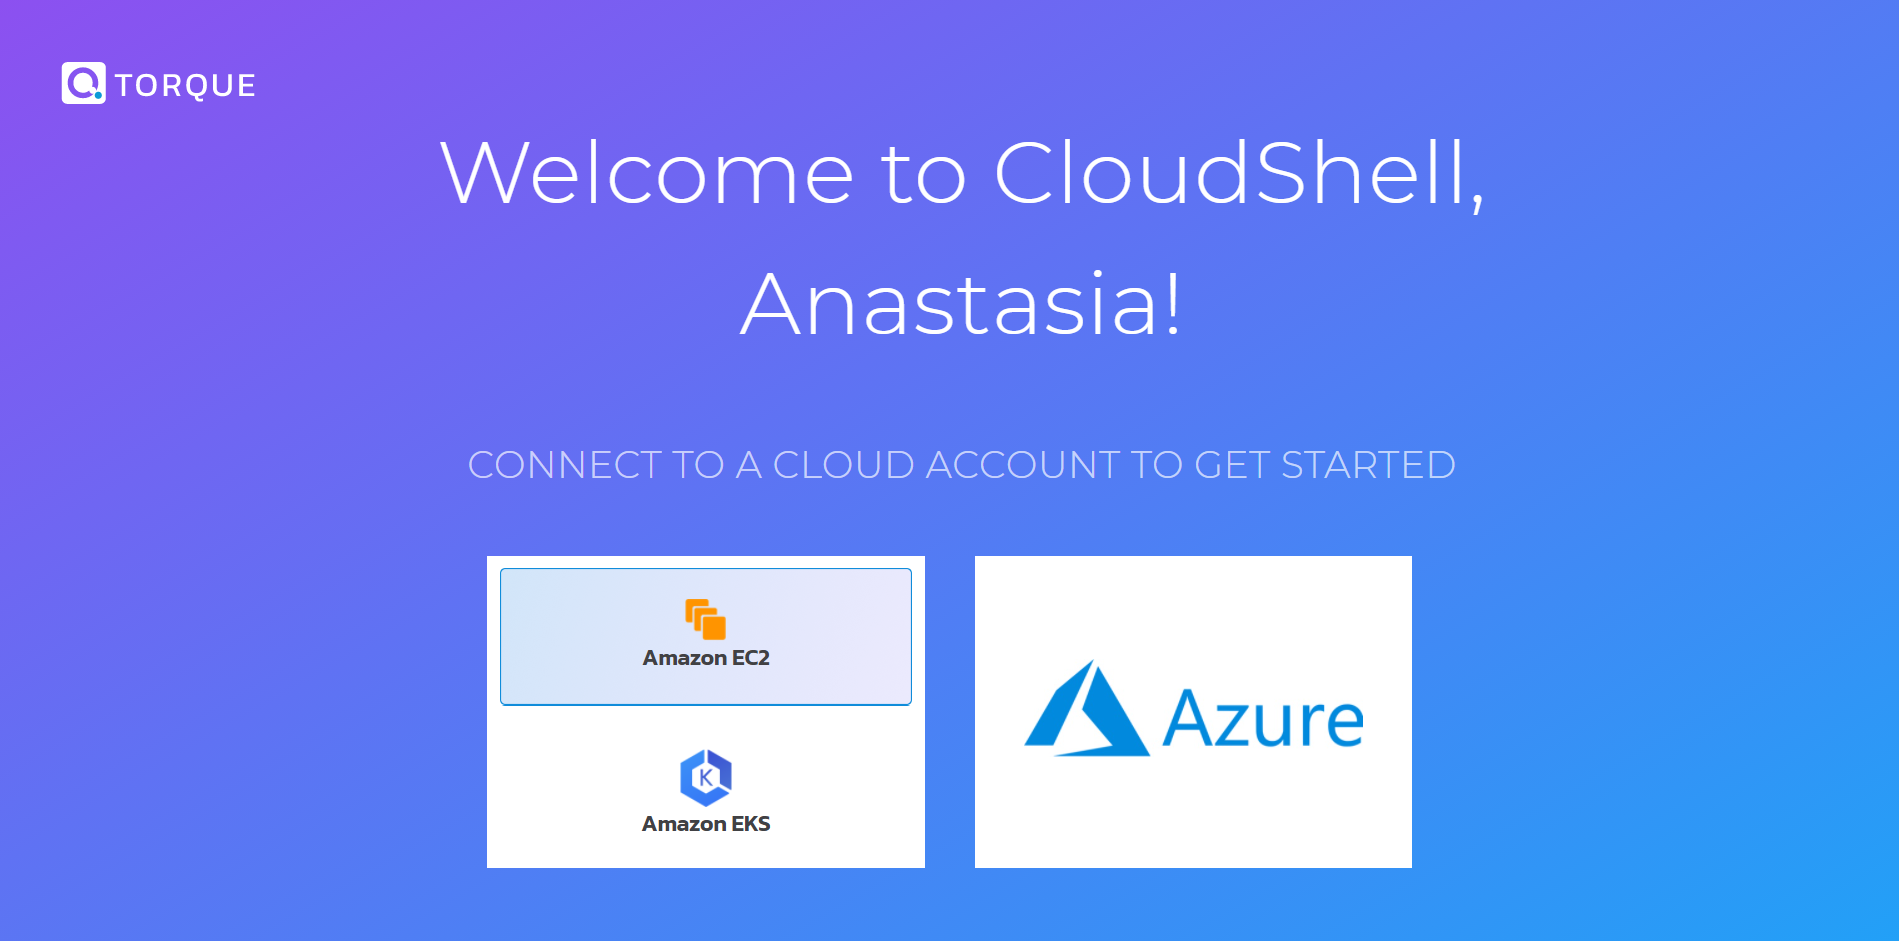 TORQUE
Welcome to CloudShell,
Anastasia!
CONNECT TO A CLOUD ACCOUNT TO GET STARTED
Amazon EC2
K
Amazon EKS
Azure